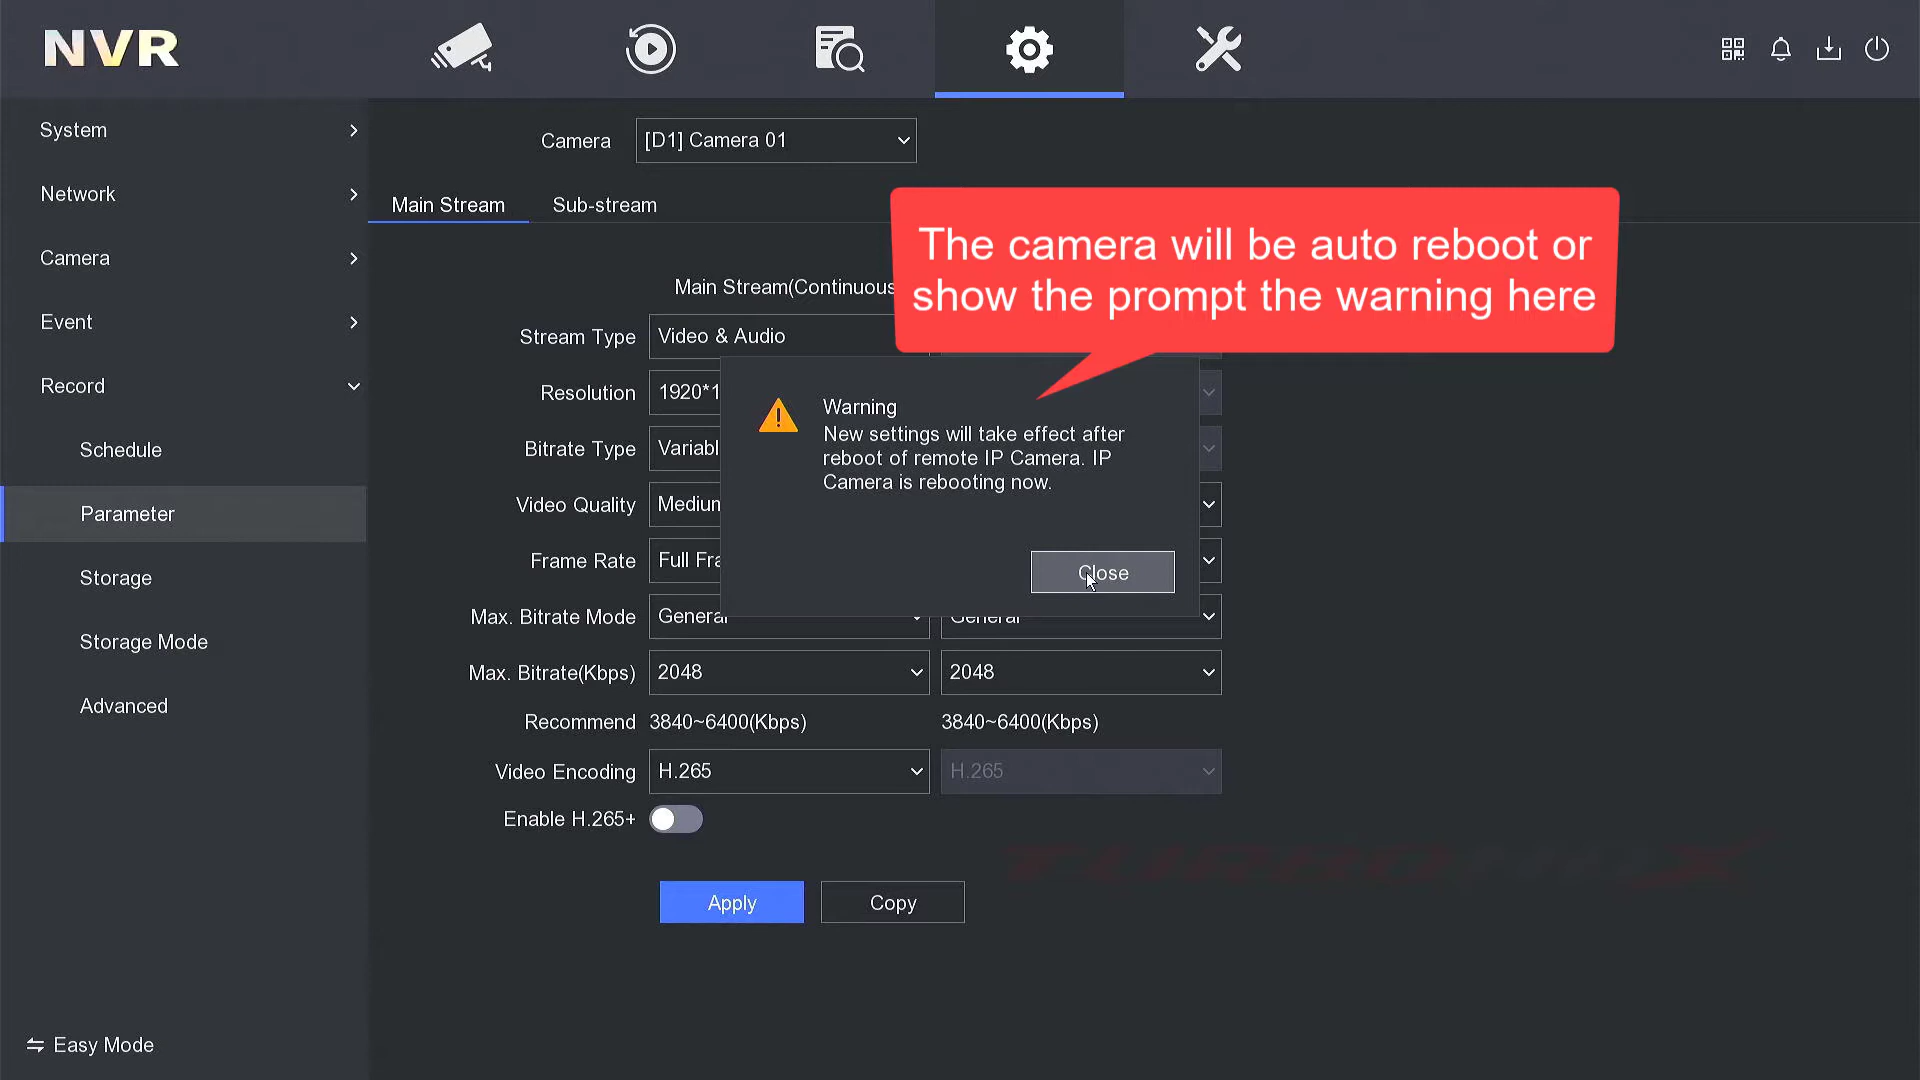 NVR
System
Network
Camera
Event
Record
Schedule
Parameter
Storage
Storage Mode
Advanced
Easy Mode
Camera [D1] Camera 01
Main Stream Sub-stream
The camera will be auto reboot or
show the prompt the warning here
Main Stream(Continuous
Stream Type Video & Audio
Resolution 1920*1
Bitrate Type Variabl
Video Quality Medium
Frame Rate Full Fra
Warning
New settings will take effect after
reboot of remote IP Camera. IP
Camera is rebooting now.
Close
Max. Bitrate Mode General General
Max. Bitrate(Kbps) 2048 2048
Recommend 3840~6400(Kbps) 3840~6400(Kbps)
Video Encoding H.265 H.265
Enable H.265+
Apply Copy